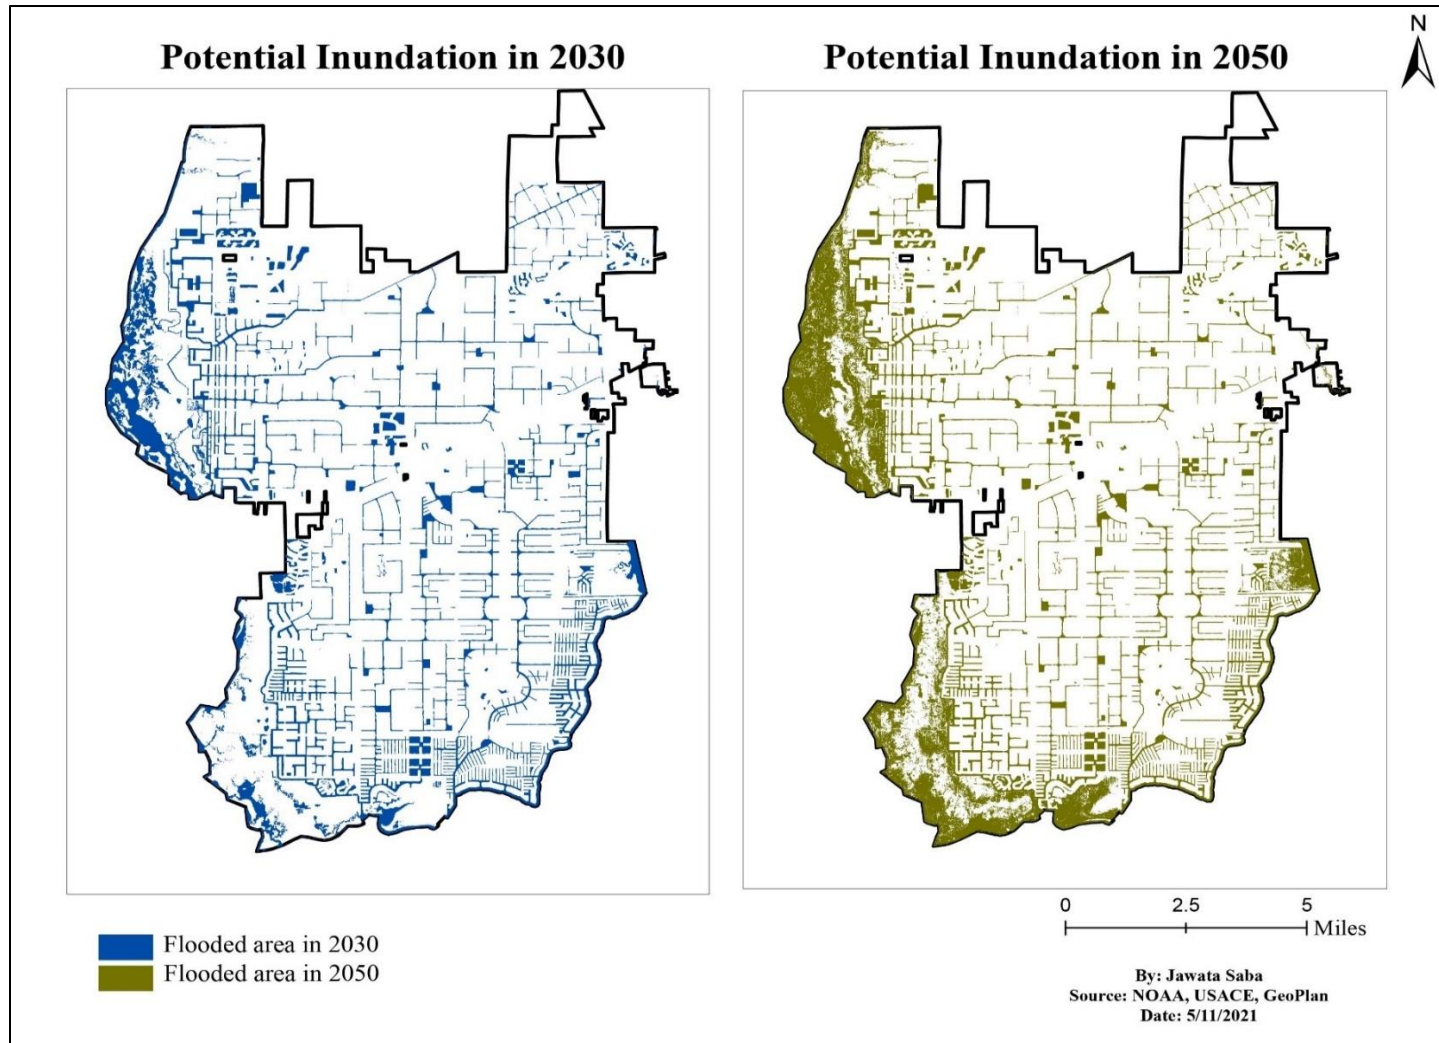 N
Potential Inundation in 2030
Potential Inundation in 2050
0 2.5 5
Miles
Flooded area in 2030
Flooded area in 2050
By: Jawata Saba
Source: NOAA, USACE, GeoPlan
Date: 5/11/2021